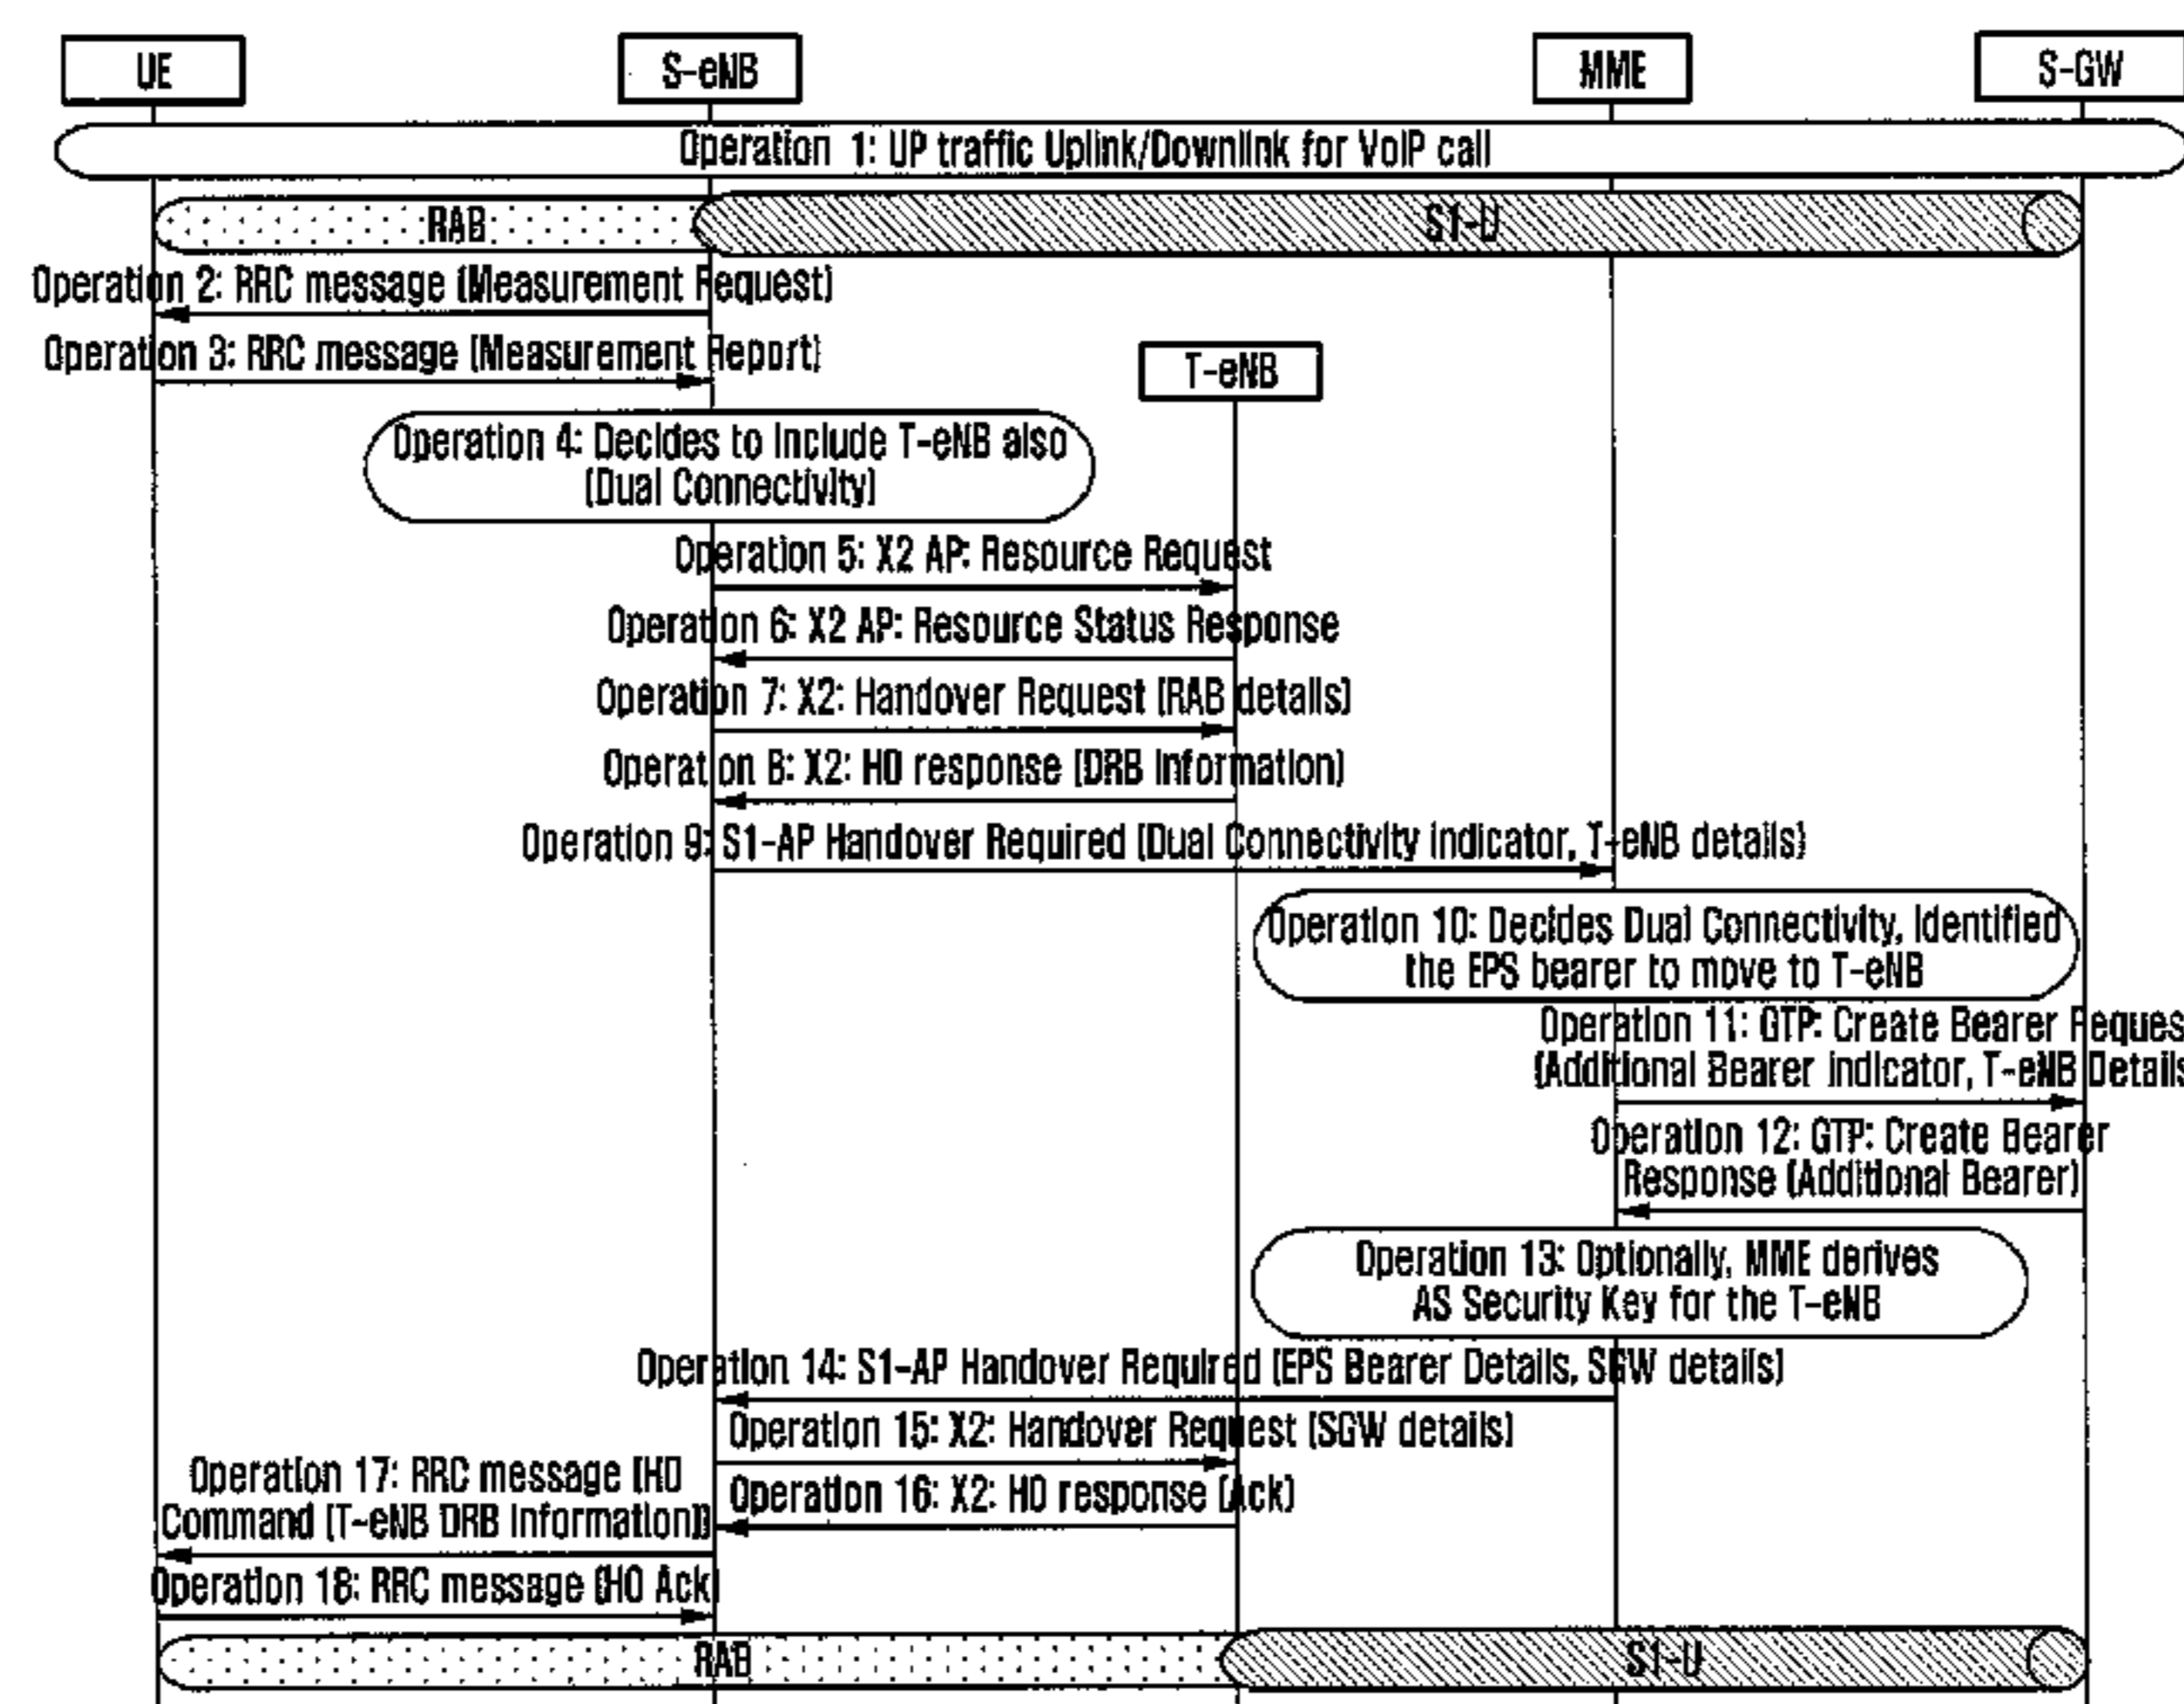 UE
S-eNB
MME
S-GW
Operation 1: UP traffic Uplink/Downlink for VoIP call
RAB
S1-U
Operation 2: RRC message (Measurement Request)
Operation 3: RRC message (Measurement Report)
T-eNB
Operation 4: Decides to include T-eNB also
(Dual Connectivity)
Operation 5: X2 AP: Resource Request
Operation 6: X2 AP: Resource Status Response
Operation 7: X2: Handover Request (RAB details)
Operation 8: X2: HO response (DRB information)
Operation 9: S1-AP Handover Required (Dual Connectivity indicator, T-eNB details)
Operation 10: Decides Dual Connectivity, identified
the EPS bearer to move to T-eNB
Operation 11: GTP: Create Bearer Reques
(Additional Bearer indicator, T-eNB Details
Operation 12: GTP: Create Bearer
Response (Additional Bearer)
Operation 13: Optionally, MME derives
AS Security Key for the T-eNB
Operation 14: S1-AP Handover Required (EPS Bearer Details, SGW details)
Operation 15: X2: Handover Request (SGW details)
Operation 16: X2: HO response (Ack)
Operation 17: RRC message (HO
Command (T-eNB DRB Information))
Operation 18: RRC message (HO Ack)
RAB
S1-U